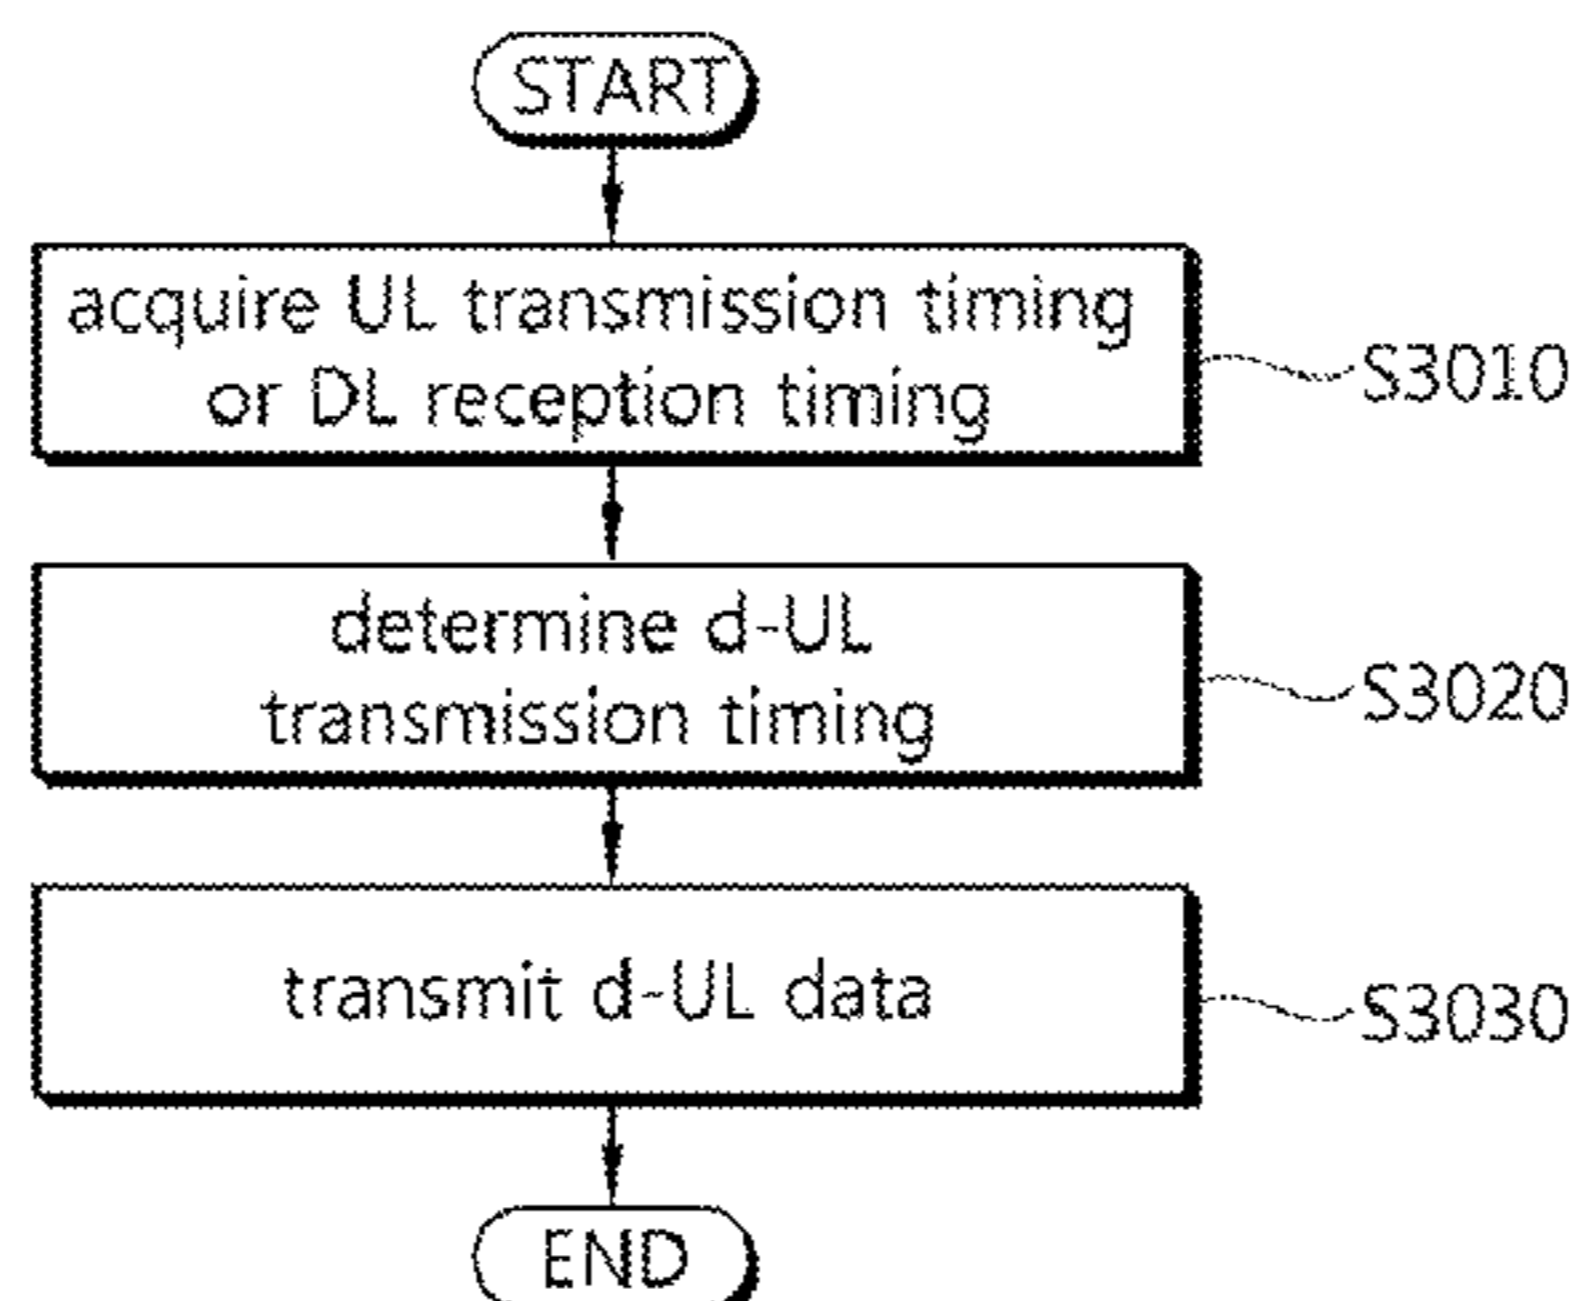 START
acquire UL transmission timing
or DL reception timing
S3010
determine d-UL
transmission timing
S3020
transmit d-UL data
S3030
END